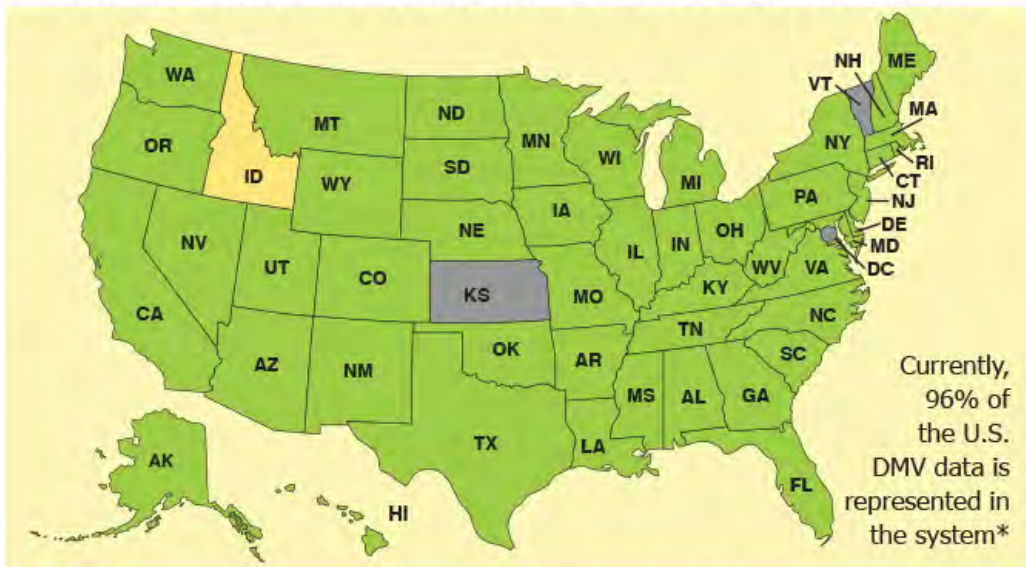 WA
MT
ND
MN
OR
ID
WY
SD
WI
MI
NY
VT
NH
ME
MA
RI
CT
NJ
PA
DE
MD
DC
NV
UT
CO
NE
IA
IL
IN
OH
WV
VA
CA
KS
MO
KY
NC
AZ
NM
OK
AR
TN
SC
TX
LA
MS
AL
GA
FL
AK
HI
Currently,
96% of
the U.S.
DMV data is
represented in
the system*